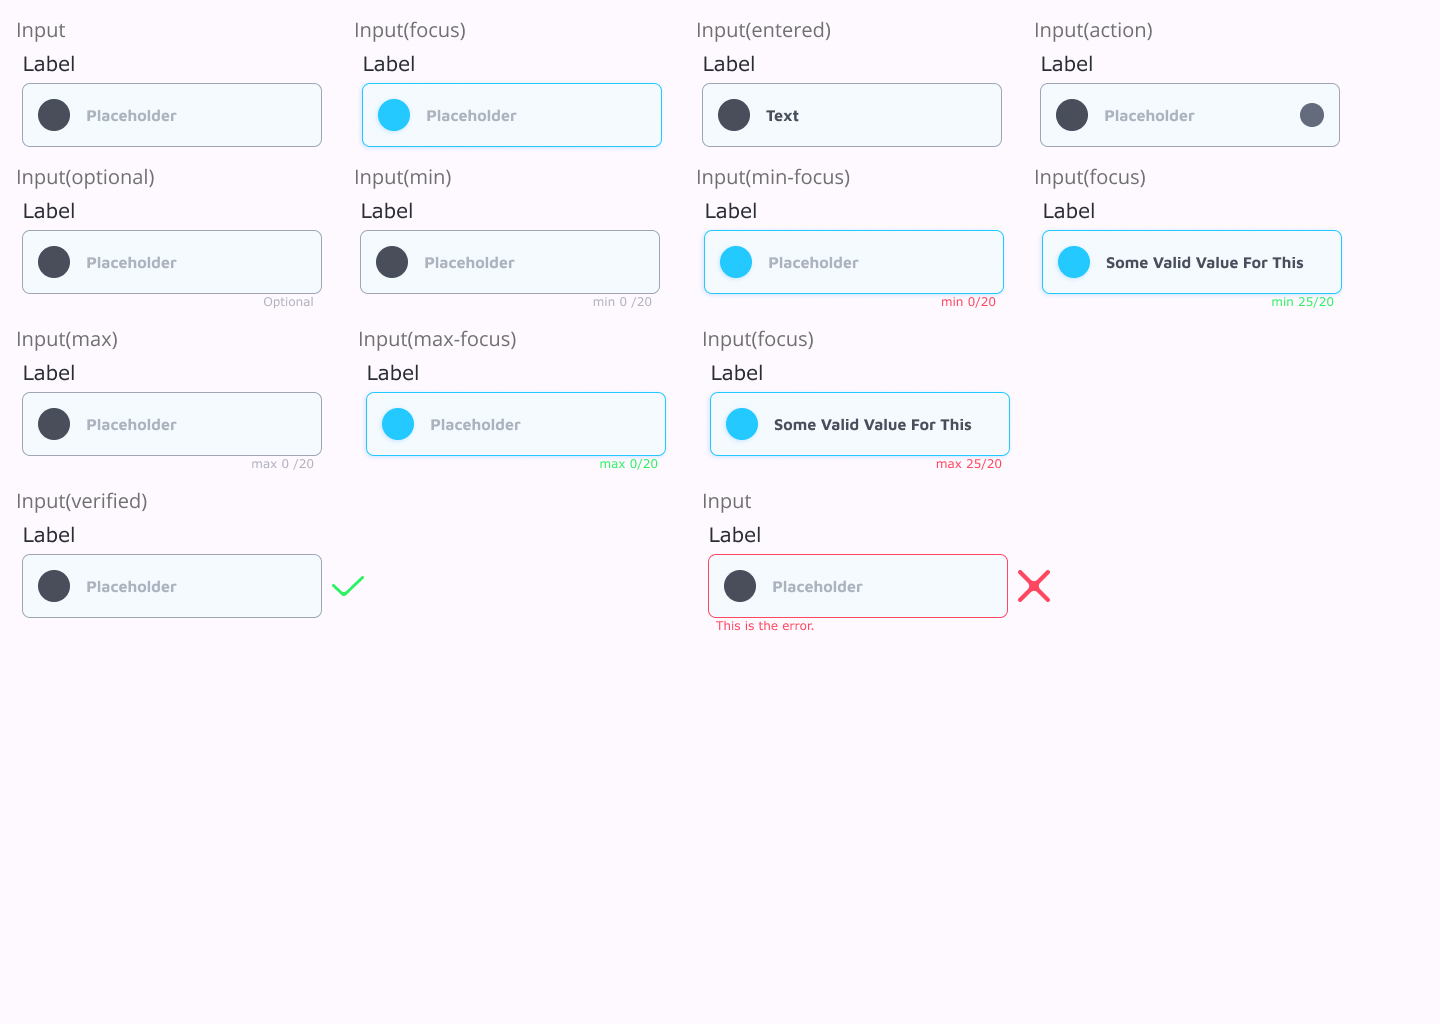 Input
Input(focus)
Input(entered)
Input(action)
Label
Label
Label
Label
Placeholder
Placeholder
Text
Placeholder
Input(optional)
Input(min)
Input(min-focus)
Input(focus)
Label
Label
Label
Label
Placeholder
Placeholder
Placeholder
Some Valid Value For This
Optional
min 0 /20
min 0/20
min 25/20
Input(max)
Input(max-focus)
Input(focus)
Label
Label
Label
Placeholder
Placeholder
Some Valid Value For This
max 0 /20
max 0/20
max 25/20
Input(verified)
Input
Label
Label
Placeholder
Placeholder
This is the error.